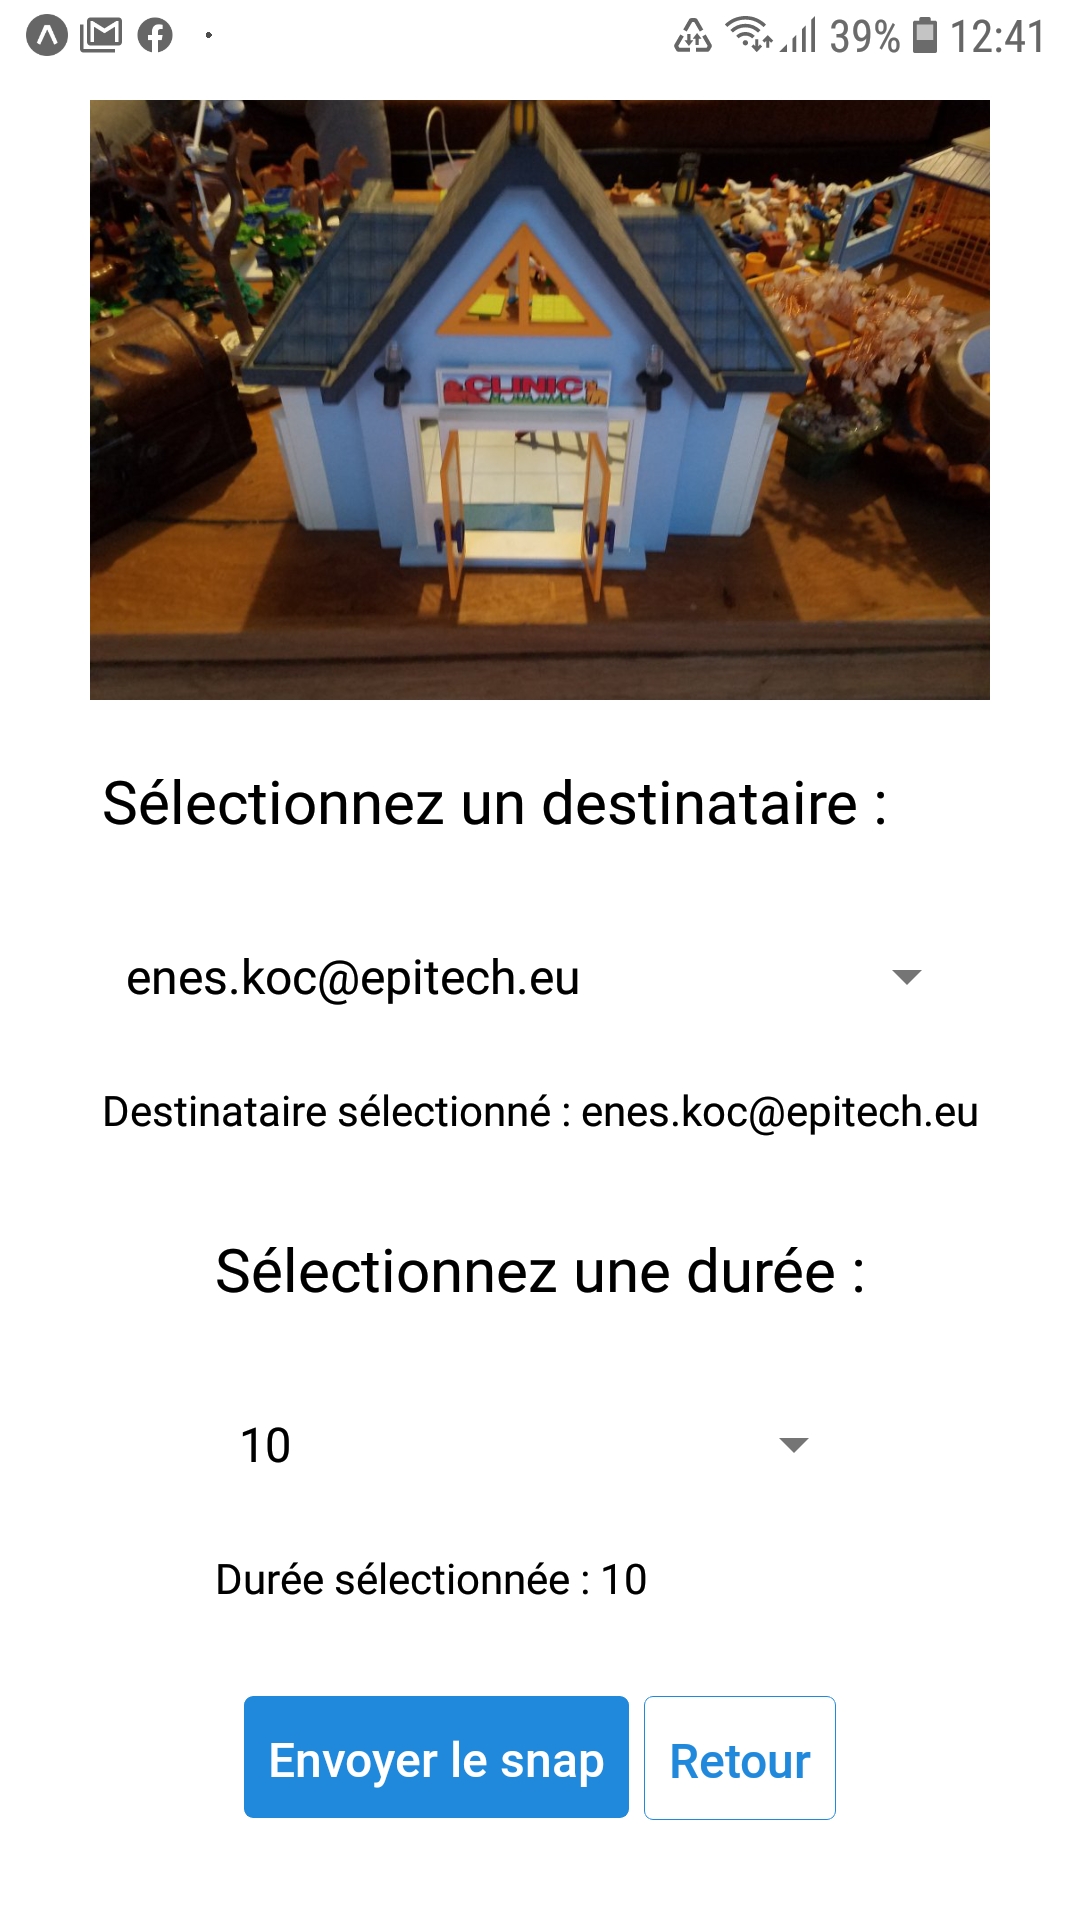 39% 12:41
CLINIC
Sélectionnez un destinataire :
enes.koc@epitech.eu
Destinataire sélectionné : enes.koc@epitech.eu
Sélectionnez une durée :
10
Durée sélectionnée : 10
Envoyer le snap Retour